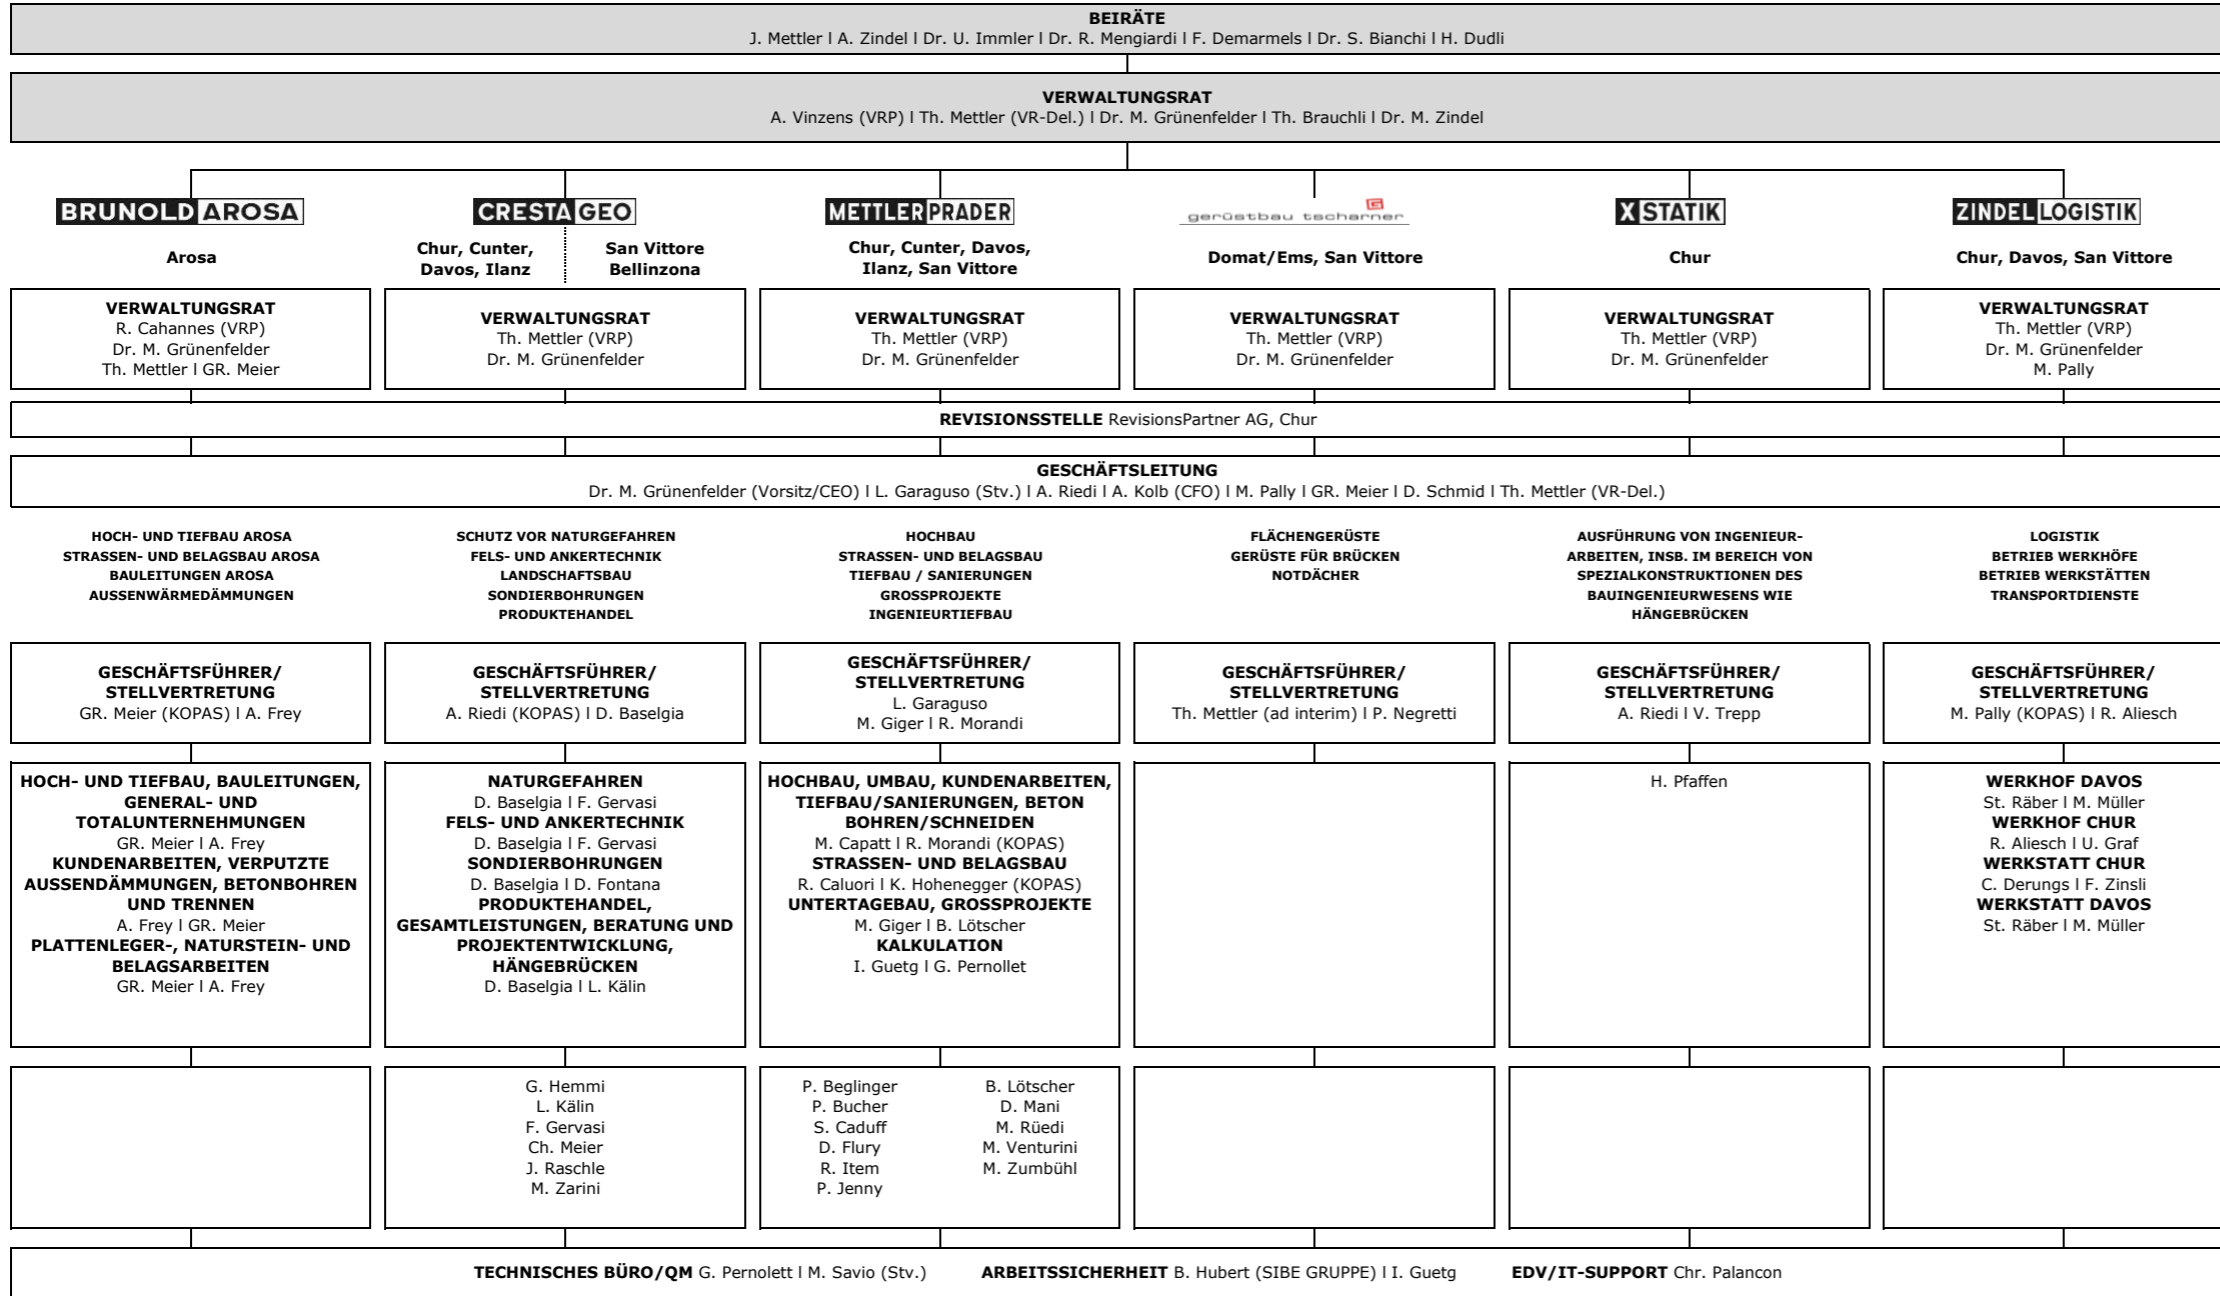 BEIRÄTE
J. Mettler l A. Zindel l Dr. U. Immler l Dr. R. Mengiardi l F. Demarmels l Dr. S. Bianchi l H. Dudli
VERWALTUNGSRAT
A. Vinzens (VRP) l Th. Mettler (VR-Del.) l Dr. M. Grünenfelder l Th. Brauchli l Dr. M. Zindel
BRUNOLD AROSA
Arosa
CRESTA GEO
Chur, Cunter,
Davos, Ilanz
San Vittore
Bellinzona
METTLER PRADER
Chur, Cunter, Davos,
Ilanz, San Vittore
gerüstbau tscharner
Domat/Ems, San Vittore
X STATIK
Chur
ZINDEL LOGISTIK
Chur, Davos, San Vittore
VERWALTUNGSRAT
R. Cahannes (VRP)
Dr. M. Grünenfelder
Th. Mettler l GR. Meier
VERWALTUNGSRAT
Th. Mettler (VRP)
Dr. M. Grünenfelder
VERWALTUNGSRAT
Th. Mettler (VRP)
Dr. M. Grünenfelder
VERWALTUNGSRAT
Th. Mettler (VRP)
Dr. M. Grünenfelder
VERWALTUNGSRAT
Th. Mettler (VRP)
Dr. M. Grünenfelder
VERWALTUNGSRAT
Th. Mettler (VRP)
Dr. M. Grünenfelder
M. Pally
REVISIONSSTELLE RevisionsPartner AG, Chur
GESCHÄFTSLEITUNG
Dr. M. Grünenfelder (Vorsitz/CEO) l L. Garaguso (Stv.) l A. Riedi l A. Kolb (CFO) l M. Pally l GR. Meier l D. Schmid l Th. Mettler (VR-Del.)
HOCH- UND TIEFBAU AROSA
STRASSEN- UND BELAGSBAU AROSA
BAULEITUNGEN AROSA
AUSSENWÄRMEDÄMMUNGEN
SCHUTZ VOR NATURGEFAHREN
FELS- UND ANKERTECHNIK
LANDSCHAFTSBAU
SONDIERBOHRUNGEN
PRODUKTEHANDEL
HOCHBAU
STRASSEN- UND BELAGSBAU
TIEFBAU / SANIERUNGEN
GROSSPROJEKTE
INGENIEURTIEFBAU
FLÄCHENGERÜSTE
GERÜSTE FÜR BRÜCKEN
NOTDÄCHER
AUSFÜHRUNG VON INGENIEUR-
ARBEITEN, INSB. IM BEREICH VON
SPEZIALKONSTRUKTIONEN DES
BAUINGENIEURWESENS WIE
HÄNGEBRÜCKEN
LOGISTIK
BETRIEB WERKHÖFE
BETRIEB WERKSTÄTTEN
TRANSPORTDIENSTE
GESCHÄFTSFÜHRER/
STELLVERTRETUNG
GR. Meier (KOPAS) l A. Frey
GESCHÄFTSFÜHRER/
STELLVERTRETUNG
A. Riedi (KOPAS) l D. Baselgia
GESCHÄFTSFÜHRER/
STELLVERTRETUNG
L. Garaguso
M. Giger l R. Morandi
GESCHÄFTSFÜHRER/
STELLVERTRETUNG
Th. Mettler (ad interim) l P. Negretti
GESCHÄFTSFÜHRER/
STELLVERTRETUNG
A. Riedi l V. Trepp
GESCHÄFTSFÜHRER/
STELLVERTRETUNG
M. Pally (KOPAS) l R. Aliesch
HOCH- UND TIEFBAU, BAULEITUNGEN,
GENERAL- UND
TOTALUNTERNEHMUNGEN
GR. Meier l A. Frey
KUNDENARBEITEN, VERPUTZTE
AUSSENDÄMMUNGEN, BETONBOHREN
UND TRENNEN
A. Frey l GR. Meier
PLATTENLEGER-, NATURSTEIN- UND
BELAGSARBEITEN
GR. Meier l A. Frey
NATURGEFAHREN
D. Baselgia l F. Gervasi
FELS- UND ANKERTECHNIK
D. Baselgia l F. Gervasi
SONDIERBOHRUNGEN
D. Baselgia l D. Fontana
PRODUKTEHANDEL,
GESAMTLEISTUNGEN, BERATUNG UND
PROJEKTENTWICKLUNG,
HÄNGEBRÜCKEN
D. Baselgia l L. Kälin
HOCHBAU, UMBAU, KUNDENARBEITEN,
TIEFBAU/SANIERUNGEN, BETON
BOHREN/SCHNEIDEN
M. Capatt l R. Morandi (KOPAS)
STRASSEN- UND BELAGSBAU
R. Caluori l K. Hohenegger (KOPAS)
UNTERTAGEBAU, GROSSPROJEKTE
M. Giger l B. Lötscher
KALKULATION
I. Guetg l G. Pernollet
H. Pfaffen
WERKHOF DAVOS
St. Räber l M. Müller
WERKHOF CHUR
R. Aliesch l U. Graf
WERKSTATT CHUR
C. Derungs l F. Zinsli
WERKSTATT DAVOS
St. Räber l M. Müller
G. Hemmi
L. Kälin
F. Gervasi
Ch. Meier
J. Raschle
M. Zarini
P. Beglinger
P. Bucher
S. Caduff
D. Flury
R. Item
P. Jenny
B. Lötscher
D. Mani
M. Rüedi
M. Venturini
M. Zumbühl
TECHNISCHES BÜRO/QM G. Pernolett l M. Savio (Stv.) ARBEITSSICHERHEIT B. Hubert (SIBE GRUPPE) l I. Guetg EDV/IT-SUPPORT Chr. Palancon